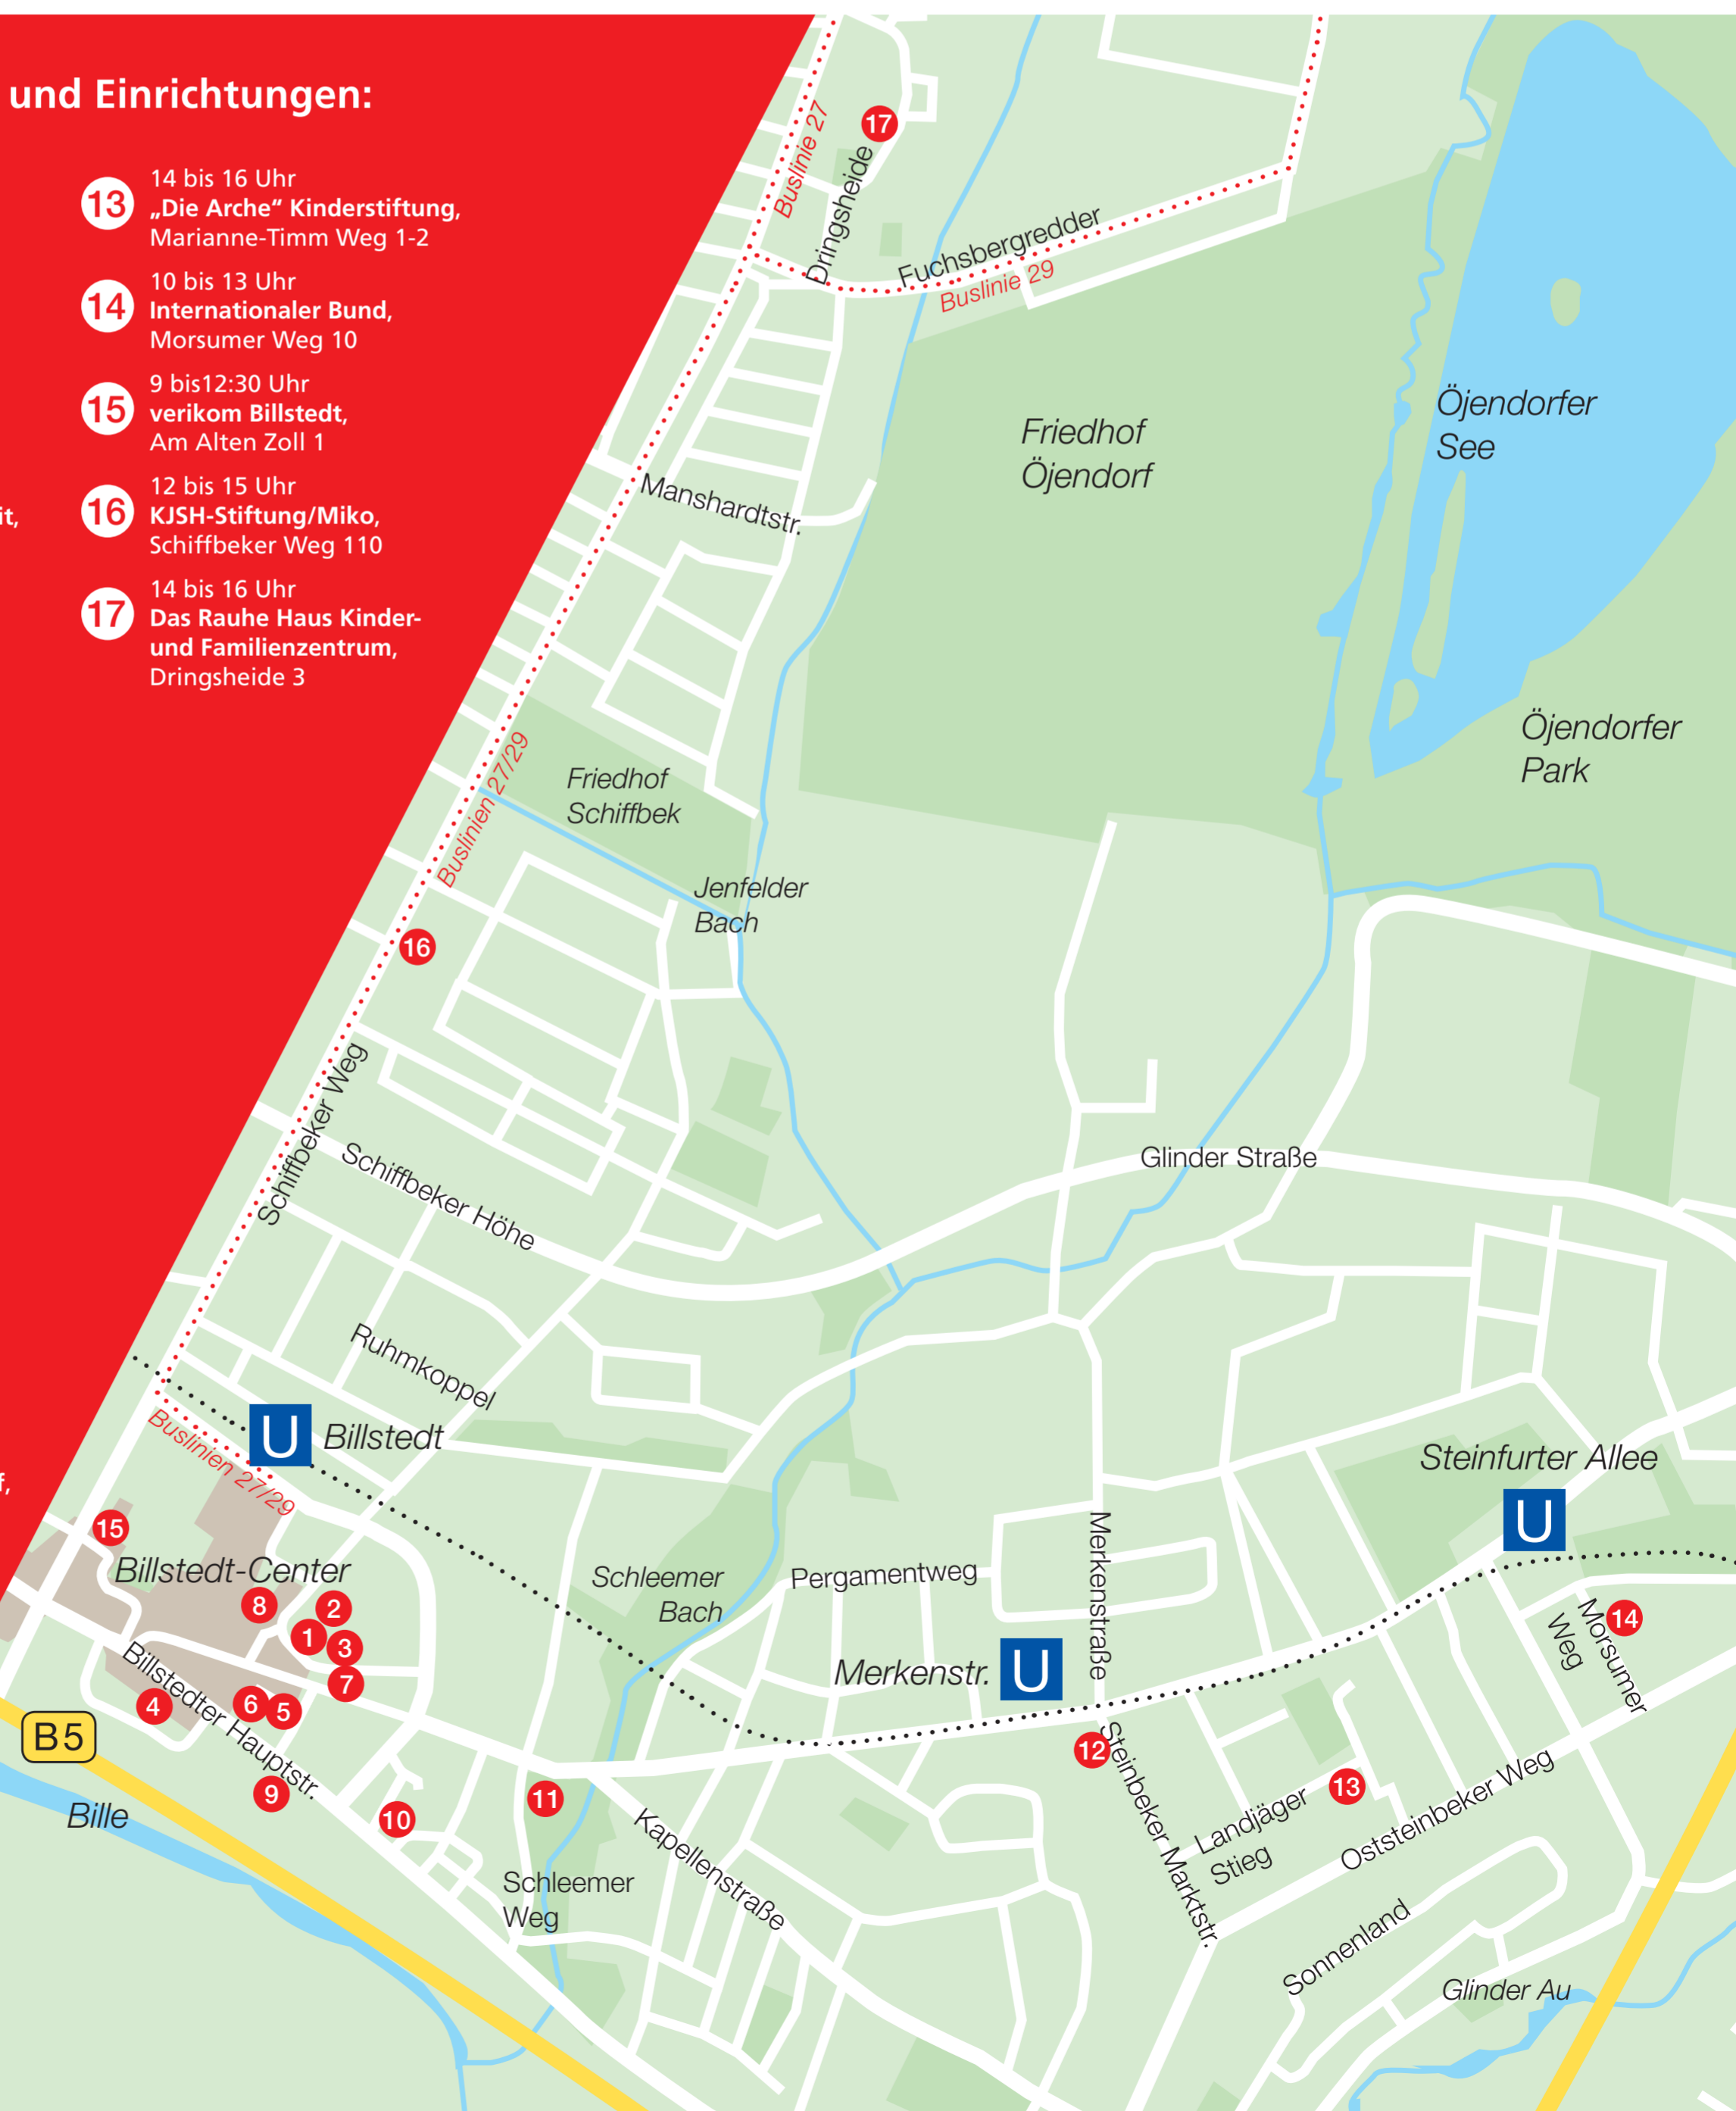 und Einrichtungen:
13
14 bis 16 Uhr
„Die Arche“ Kinderstiftung,
Marianne-Timm Weg 1-2
14
10 bis 13 Uhr
Internationaler Bund,
Morsumer Weg 10
15
9 bis12:30 Uhr
verikom Billstedt,
Am Alten Zoll 1
it,
16
12 bis 15 Uhr
KJSH-Stiftung/Miko,
Schiffbeker Weg 110
17
14 bis 16 Uhr
Das Rauhe Haus Kinder-
und Familienzentrum,
Dringsheide 3
f,
Buslinie 27
17
Dringsheide
Fuchsbergredder
Buslinie 29
Öjendorfer
See
Friedhof
Öjendorf
Manshardtstr.
Öjendorfer
Park
Buslinien 27/29
Friedhof
Schiffbek
Jenfelder
Bach
16
Schiffbeker Weg
Schiffbeker Höhe
Glinder Straße
Ruhmkoppel
U
Billstedt
Buslinien 27/29
Steinfurter Allee
U
15
Billstedt-Center
8
2
1
3
7
Schleemer
Bach
Pergamentweg
Merkenstraße
Merkenstr.
U
14
Morsumer
Weg
Billstedter Hauptstr.
4
6
5
B5
Bille
9
10
11
12
Steinbeker Marktstr.
13
Landjäger
Stieg
Oststeinbeker Weg
Kapellenstraße
Schleemer
Weg
Sonnenland
Glinder Au